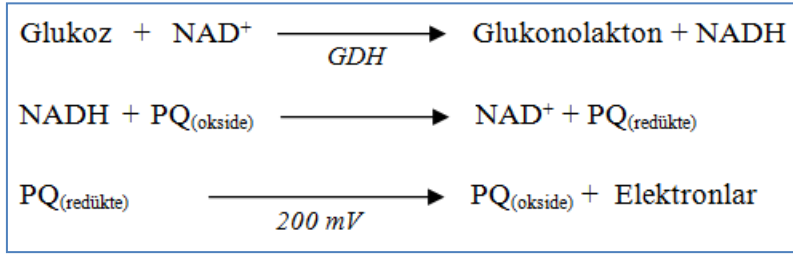 Glukoz + NAD⁺ ⟶ Glukonolakton + NADH
GDH
NADH + PQ(okside) ⟶ NAD⁺ + PQ(redükte)
PQ(redükte) ⟶ PQ(okside) + Elektronlar
200 mV